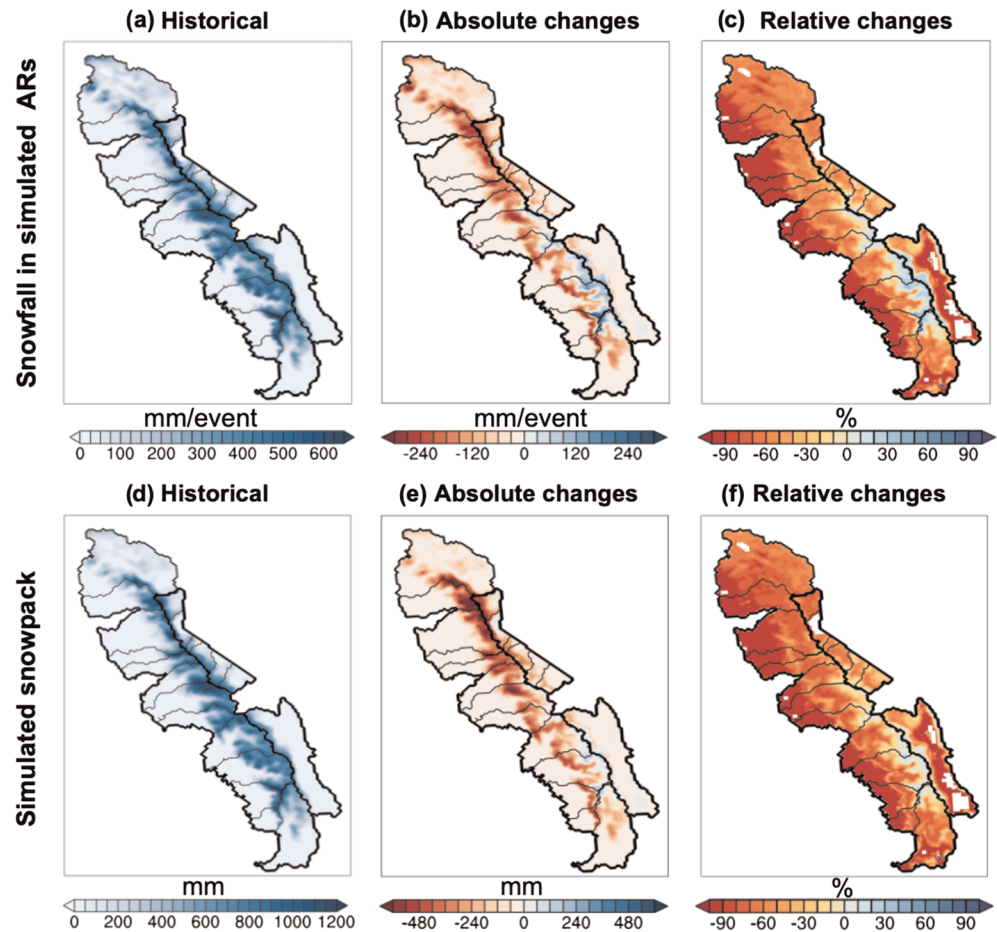 (a) Historical
(b) Absolute changes
(c) Relative changes
Snowfall in simulated ARs
mm/event
mm/event
%
0 100 200 300 400 500 600
-240 -120 0 120 240
-90 -60 -30 0 30 60 90
(d) Historical
(e) Absolute changes
(f) Relative changes
Simulated snowpack
mm
mm
%
0 200 400 600 800 1000 1200
-480 -240 0 240 480
-90 -60 -30 0 30 60 90